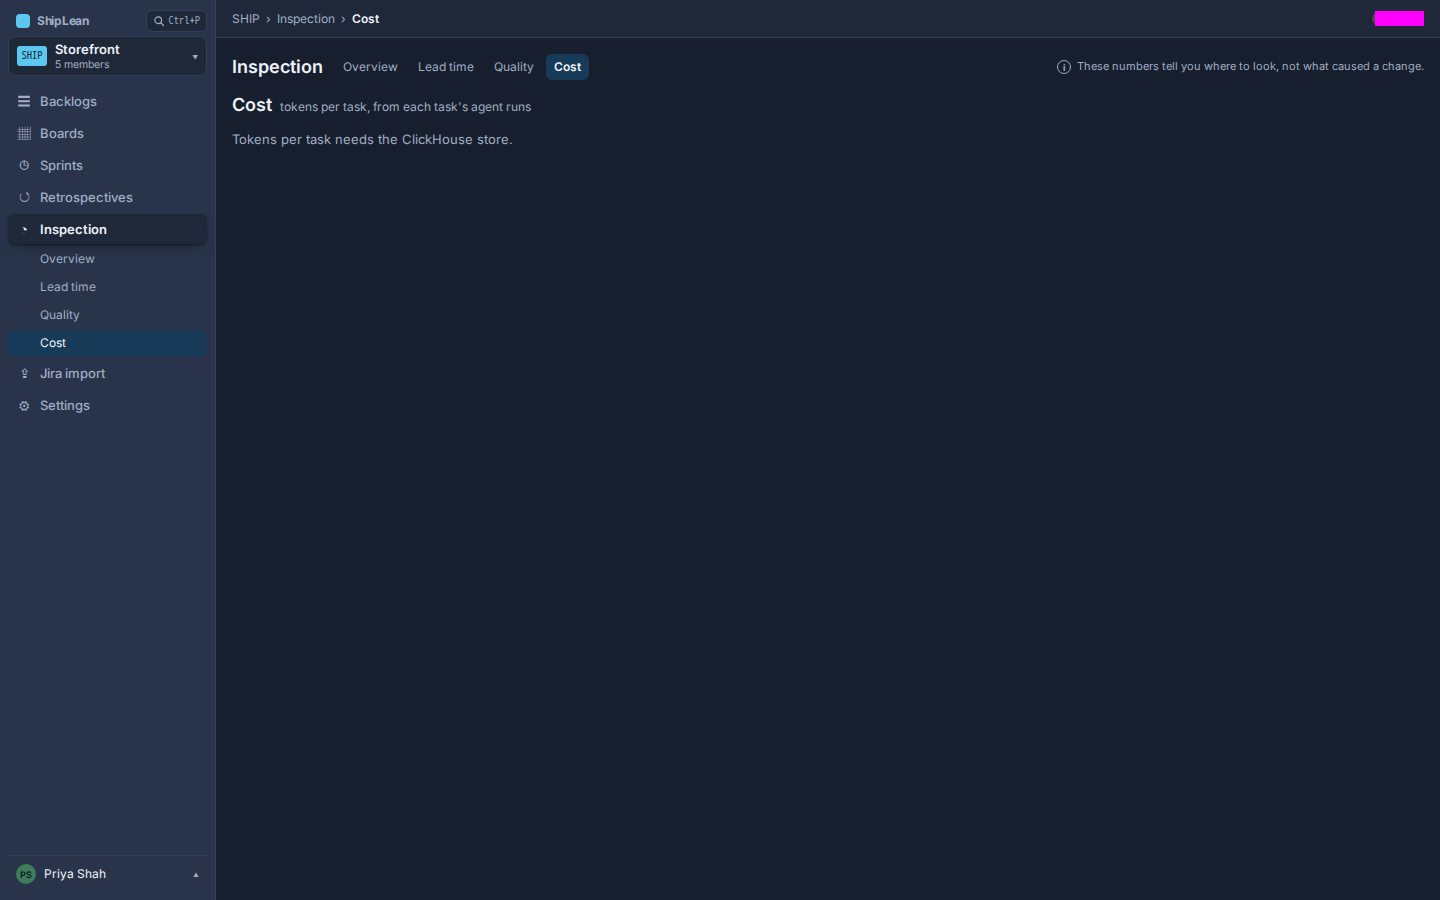 ShipLean
Ctrl+P
SHIP
Storefront
5 members
Backlogs
Boards
Sprints
Retrospectives
Inspection
Overview
Lead time
Quality
Cost
Jira import
Settings
PS
Priya Shah
SHIP › Inspection › Cost
Inspection
Overview
Lead time
Quality
Cost
These numbers tell you where to look, not what caused a change.
Cost tokens per task, from each task's agent runs
Tokens per task needs the ClickHouse store.